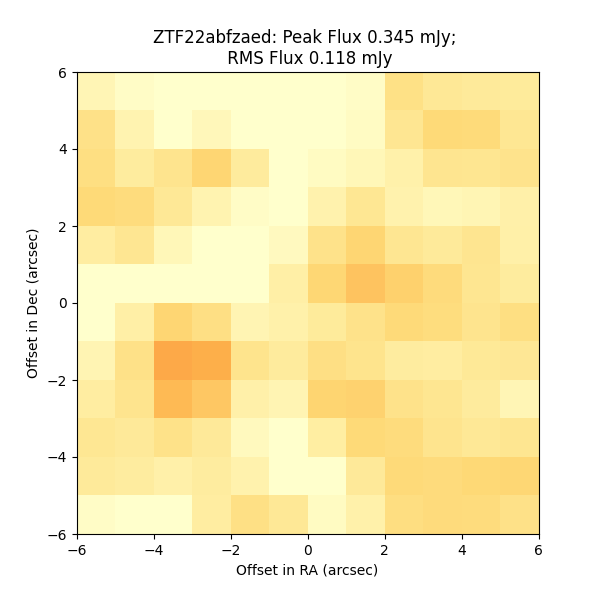 ZTF22abfzaed: Peak Flux 0.345 mJy;
RMS Flux 0.118 mJy
6
4
2
0
−2
−4
−6
Offset in Dec (arcsec)
−6 −4 −2 0 2 4 6
Offset in RA (arcsec)